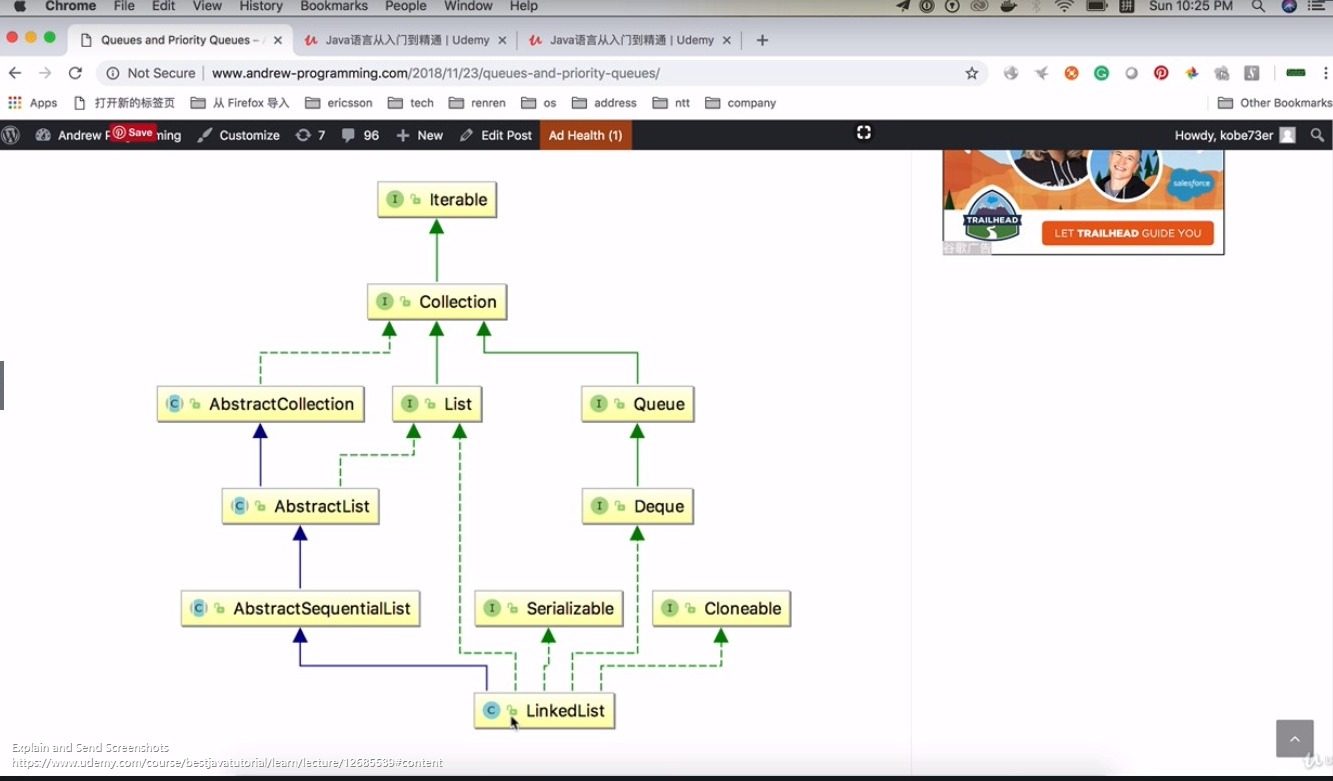 Chrome File Edit View History Bookmarks People Window Help Sun 10:25 PM
Queues and Priority Queues – Java语言从入门到精通 | Udemy Java语言从入门到精通 | Udemy
Not Secure | www.andrew-programming.com/2018/11/23/queues-and-priority-queues/
Apps 打开新的标签页 从 Firefox 导入 ericsson tech renren os address ntt company Other Bookmarks
Andrew P Save ming Customize 7 96 New Edit Post Ad Health (1) Howdy, kobe73er
salesforce
TRAILHEAD
LET TRAILHEAD GUIDE YOU
谷歌广告
I Iterable
I Collection
C AbstractCollection I List I Queue
C AbstractList I Deque
C AbstractSequentialList I Serializable I Cloneable
C LinkedList
Explain and Send Screenshots
https://www.udemy.com/course/bestjavatutorial/learn/lecture/12685539#content